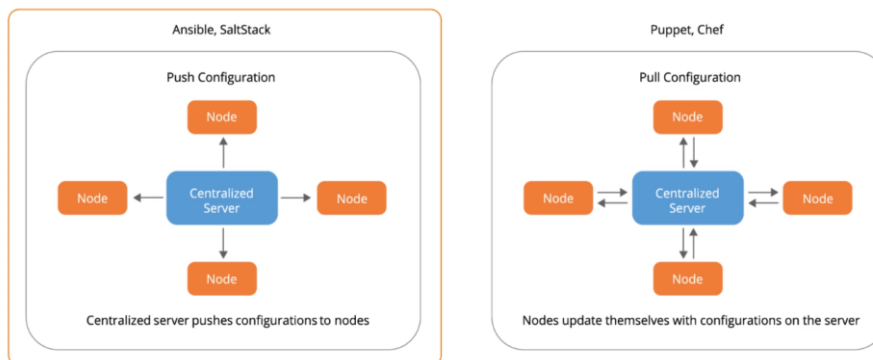 Ansible, SaltStack
Push Configuration
Node
Node
Centralized
Server
Node
Node
Centralized server pushes configurations to nodes
Puppet, Chef
Pull Configuration
Node
Node
Centralized
Server
Node
Node
Nodes update themselves with configurations on the server